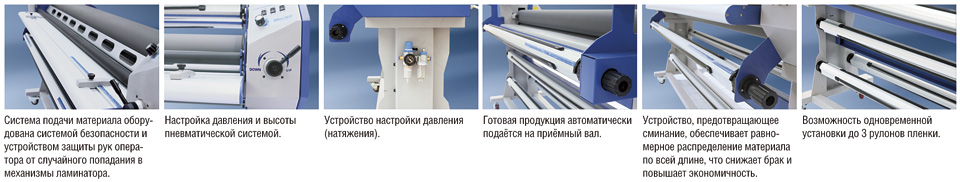 DOWN
UP
Система подачи материала обору-
дована системой безопасности и
устройством защиты рук опера-
тора от случайного попадания в
механизмы ламинатора.
Настройка давления и высоты
пневматической системой.
Устройство настройки давления
(натяжения).
Готовая продукция автоматически
подаётся на приёмный вал.
Устройство, предотвращающее
сминание, обеспечивает равно-
мерное распределение материала
по всей длине, что снижает брак и
повышает экономичность.
Возможность одновременной
установки до 3 рулонов пленки.